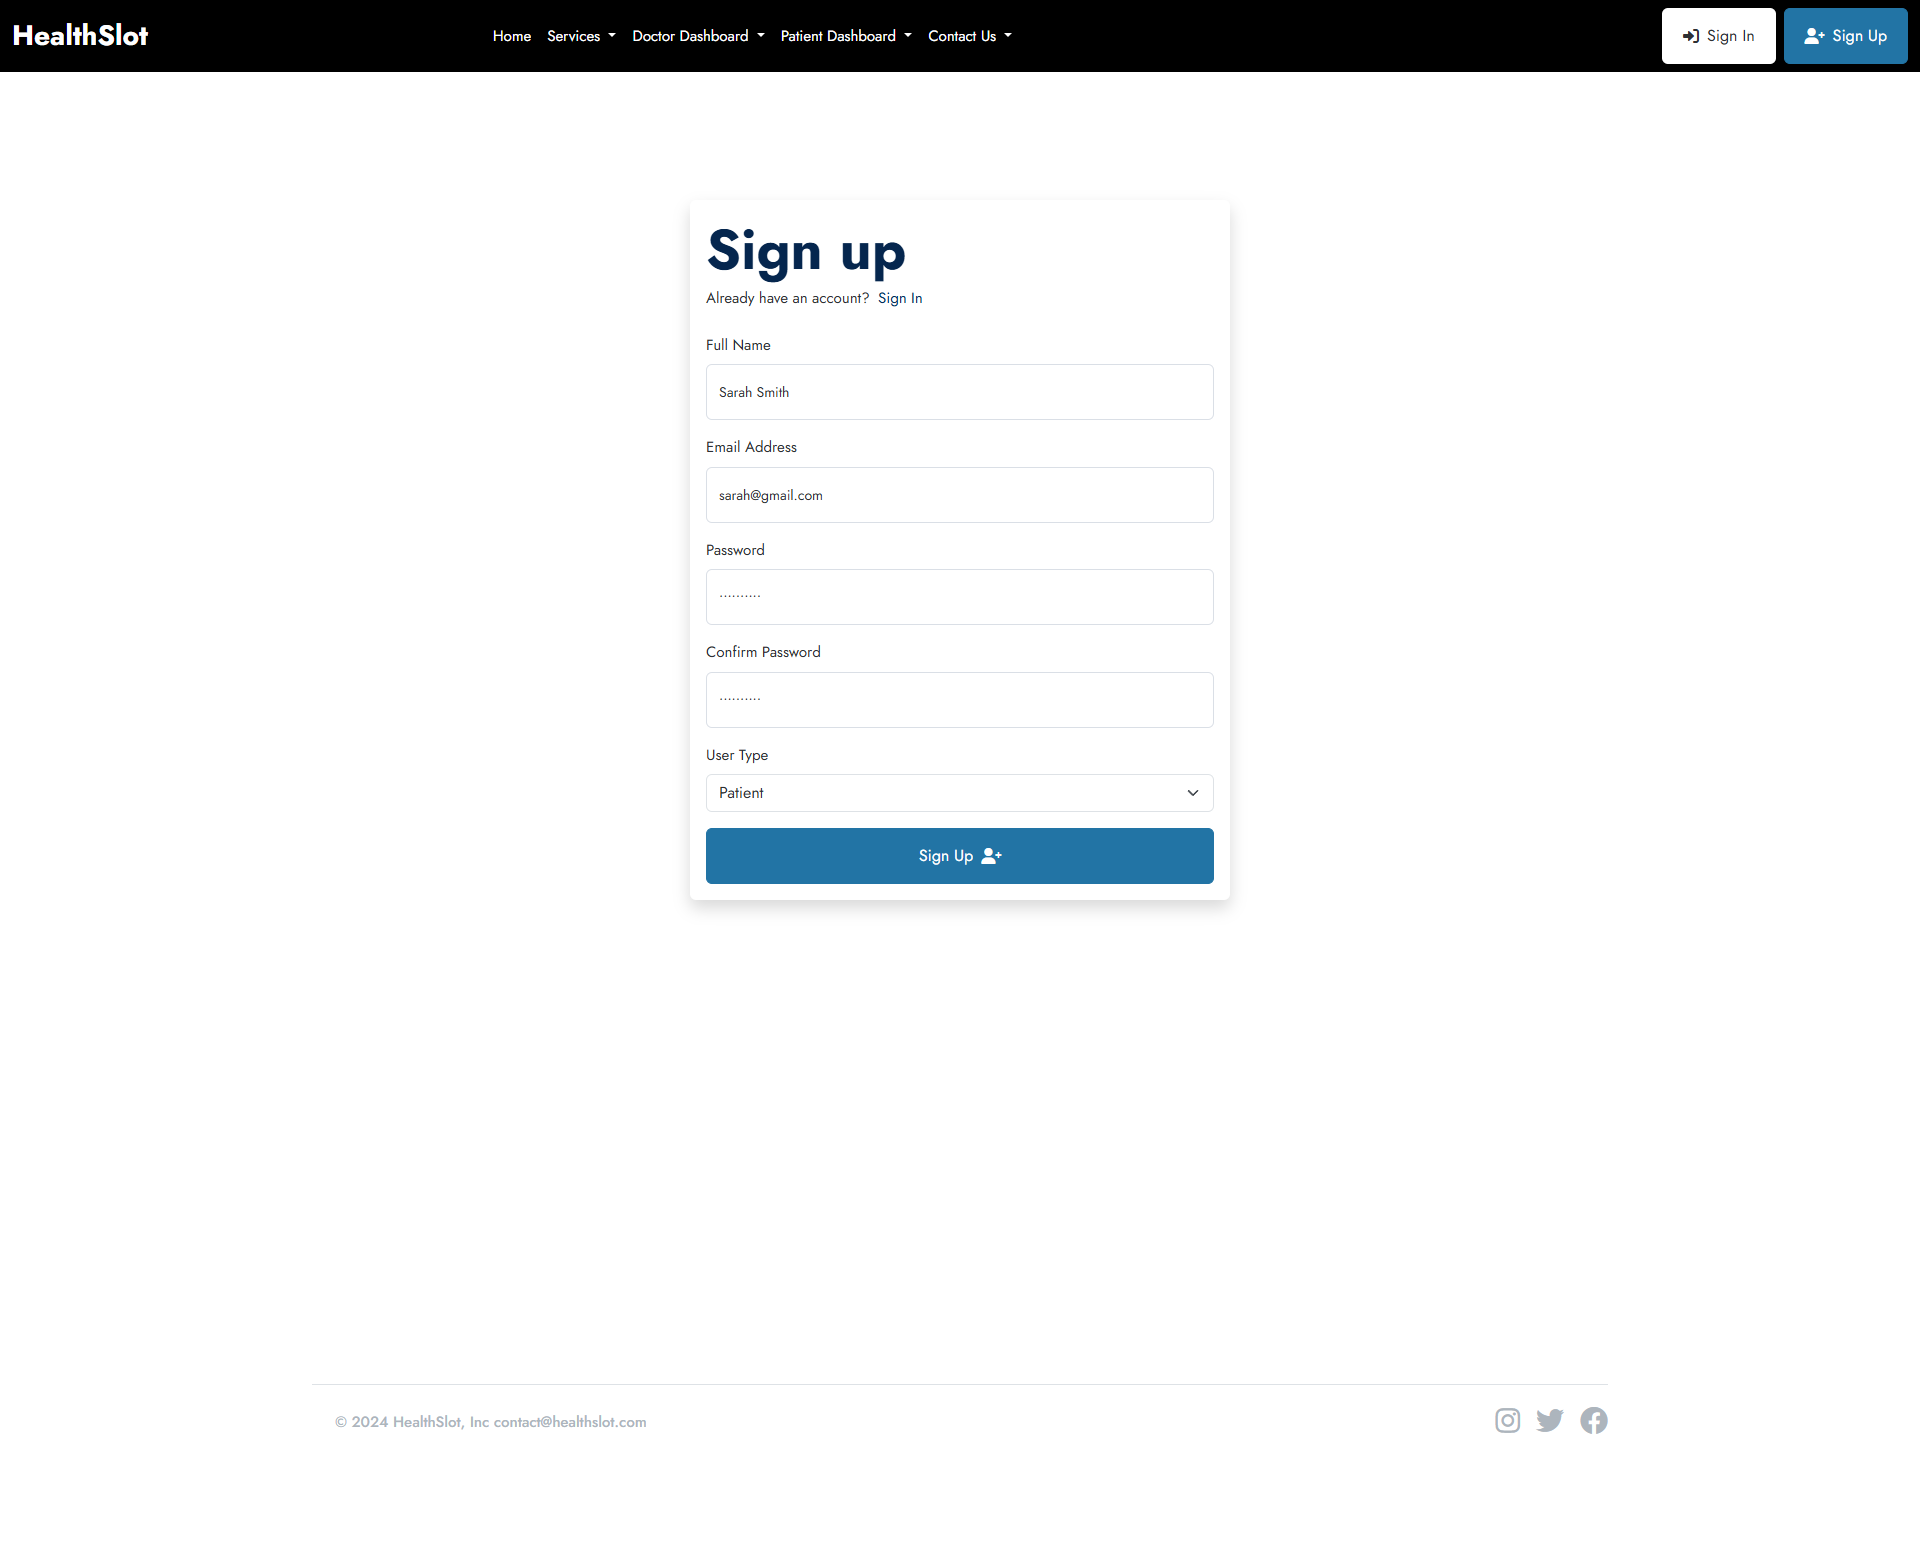 HealthSlot
Home Services Doctor Dashboard Patient Dashboard Contact Us
Sign In
Sign Up
Sign up
Already have an account? Sign In
Full Name
Sarah Smith
Email Address
sarah@gmail.com
Password
··········
Confirm Password
··········
User Type
Patient
Sign Up
© 2024 HealthSlot, Inc contact@healthslot.com